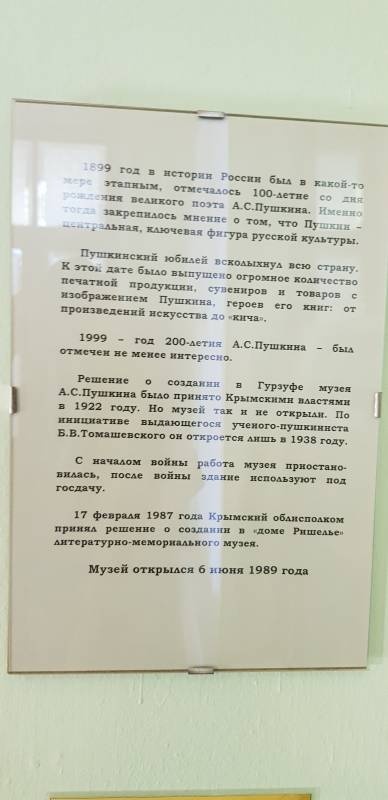 1899 год в истории России был в какой-то
мере этапным, отмечалось 100-летие со дня
рождения великого поэта А.С.Пушкина. Именно
тогда закрепилось мнение о том, что Пушкин –
центральная, ключевая фигура русской культуры.
Пушкинский юбилей всколыхнул всю страну.
К этой дате было выпущено огромное количество
печатной продукции, сувениров и товаров с
изображением Пушкина, героев его книг: от
произведений искусства до «кича».
1999 – год 200-летия А.С.Пушкина – был
отмечен не менее интересно.
Решение о создании в Гурзуфе музея
А.С.Пушкина было принято Крымскими властями
в 1922 году. Но музей так и не открыли. По
инициативе выдающегося ученого-пушкиниста
Б.В.Томашевского он откроется лишь в 1938 году.
С началом войны работа музея приостано-
вилась, после войны здание используют под
госдачу.
17 февраля 1987 года Крымский облисполком
принял решение о создании в «доме Ришелье»
литературно-мемориального музея.
Музей открылся 6 июня 1989 года